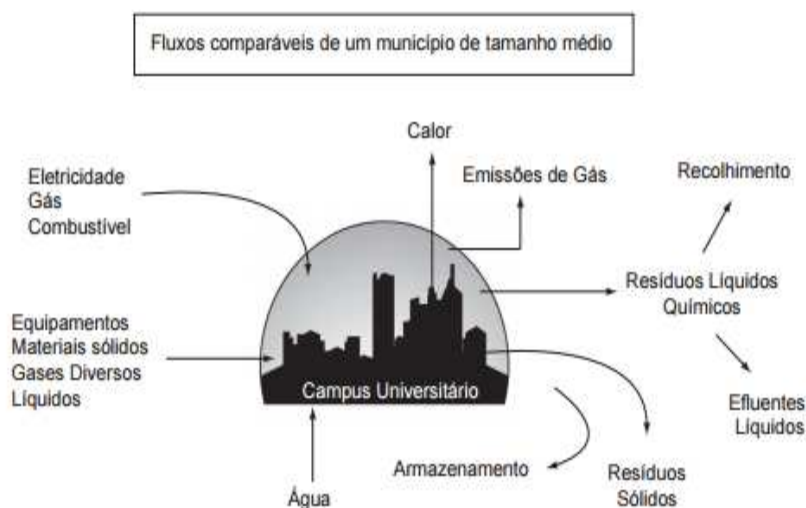 Fluxos comparáveis de um município de tamanho médio
Calor
Emissões de Gás
Recolhimento
Eletricidade
Gás
Combustível
Resíduos Líquidos
Químicos
Equipamentos
Materiais sólidos
Gases Diversos
Líquidos
Campus Universitário
Efluentes
Líquidos
Armazenamento
Resíduos
Sólidos
Água